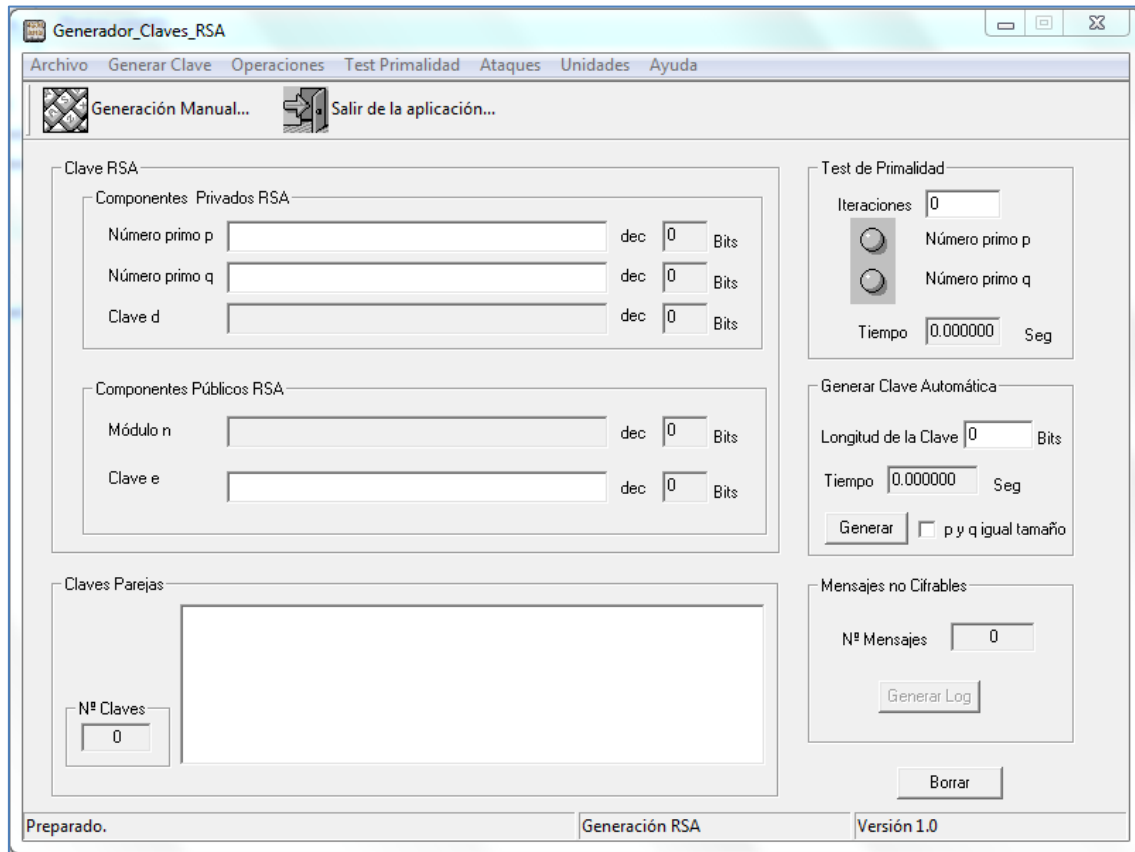 Generador_Claves_RSA
Archivo Generar Clave Operaciones Test Primalidad Ataques Unidades Ayuda
Generación Manual... Salir de la aplicación...
Clave RSA
Componentes Privados RSA
Número primo p dec 0 Bits
Número primo q dec 0 Bits
Clave d dec 0 Bits
Componentes Públicos RSA
Módulo n dec 0 Bits
Clave e dec 0 Bits
Test de Primalidad
Iteraciones 0
Número primo p
Número primo q
Tiempo 0.000000 Seg
Generar Clave Automática
Longitud de la Clave 0 Bits
Tiempo 0.000000 Seg
Generar p y q igual tamaño
Claves Parejas
Nº Claves
0
Mensajes no Cifrables
Nº Mensajes 0
Generar Log
Borrar
Preparado. Generación RSA Versión 1.0